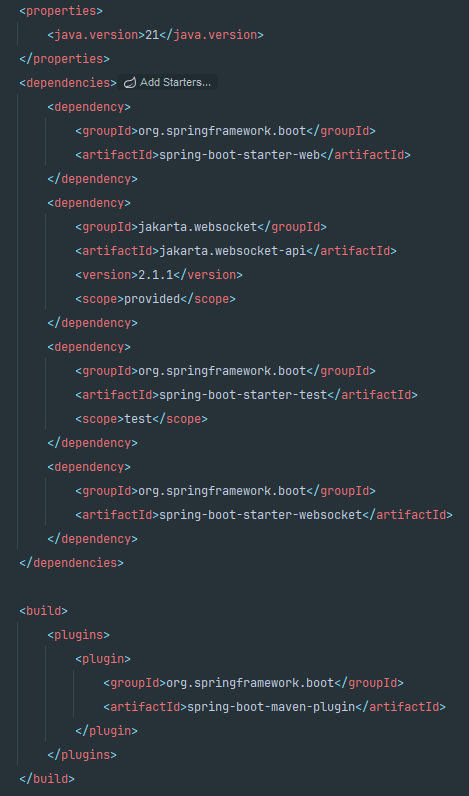 <properties>
    <java.version>21</java.version>
</properties>
<dependencies> Add Starters...
    <dependency>
        <groupId>org.springframework.boot</groupId>
        <artifactId>spring-boot-starter-web</artifactId>
    </dependency>
    <dependency>
        <groupId>jakarta.websocket</groupId>
        <artifactId>jakarta.websocket-api</artifactId>
        <version>2.1.1</version>
        <scope>provided</scope>
    </dependency>
    <dependency>
        <groupId>org.springframework.boot</groupId>
        <artifactId>spring-boot-starter-test</artifactId>
        <scope>test</scope>
    </dependency>
    <dependency>
        <groupId>org.springframework.boot</groupId>
        <artifactId>spring-boot-starter-websocket</artifactId>
    </dependency>
</dependencies>

<build>
    <plugins>
        <plugin>
            <groupId>org.springframework.boot</groupId>
            <artifactId>spring-boot-maven-plugin</artifactId>
        </plugin>
    </plugins>
</build>